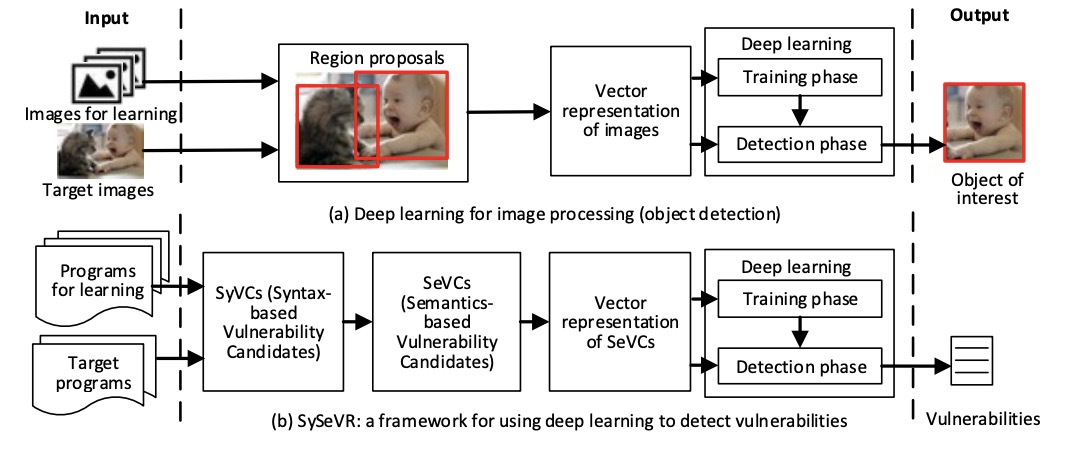 Input
Output
Images for learning
Target images
Region proposals
Vector
representation
of images
Deep learning
Training phase
Detection phase
Object of
interest
(a) Deep learning for image processing (object detection)
Programs
for learning
Target
programs
SyVCs (Syntax-
based
Vulnerability
Candidates)
SeVCs
(Semantics-
based
Vulnerability
Candidates)
Vector
representation
of SeVCs
Deep learning
Training phase
Detection phase
Vulnerabilities
(b) SySeVR: a framework for using deep learning to detect vulnerabilities